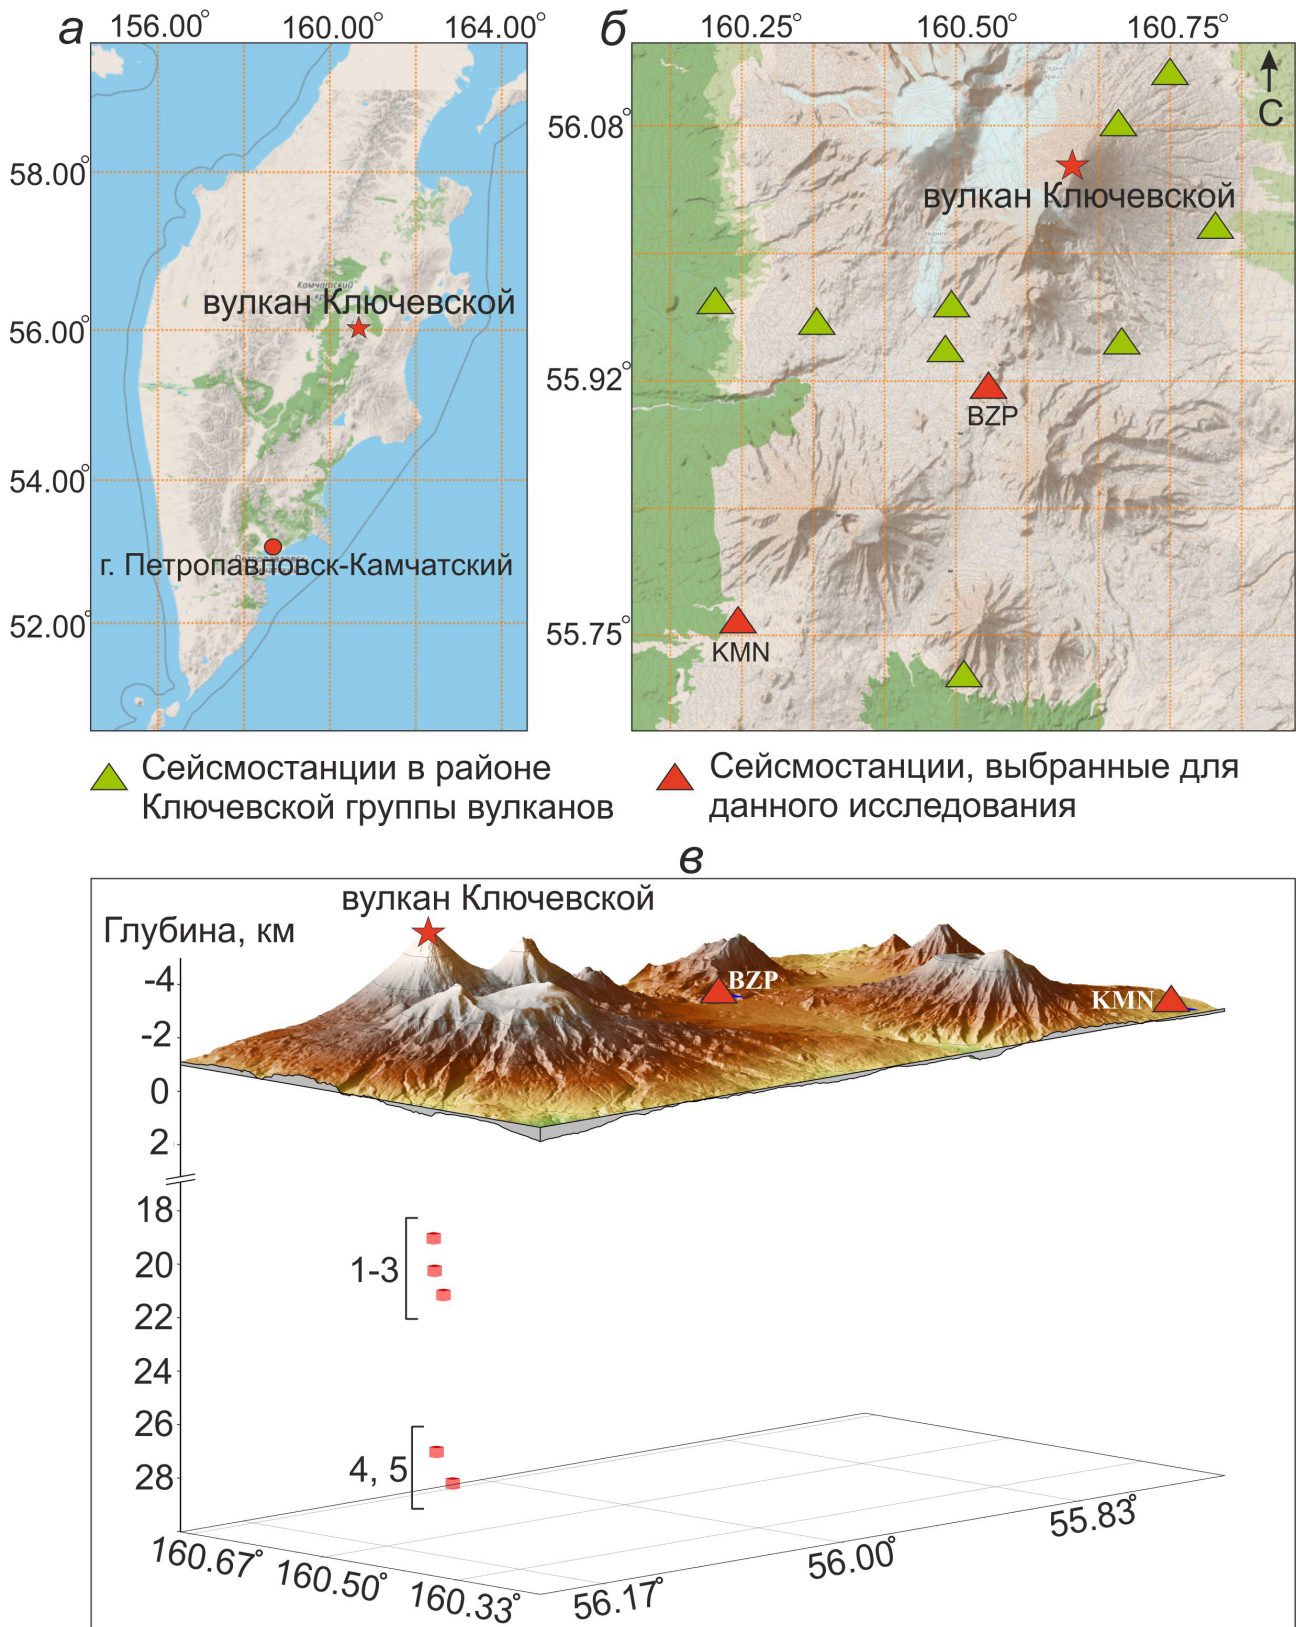 а
156.00° 160.00° 164.00°
58.00°
56.00°
54.00°
52.00°
Камчатский
вулкан Ключевской
г. Петропавловск-Камчатский
б
160.25° 160.50° 160.75°
56.08°
55.92°
55.75°
С
вулкан Ключевской
BZP
KMN
Сейсмостанции в районе
Ключевской группы вулканов
Сейсмостанции, выбранные для
данного исследования
в
вулкан Ключевской
Глубина, км
BZP
KMN
-4
-2
0
2
18
20
22
24
26
28
1-3
4, 5
160.67° 160.50° 160.33°
56.17° 56.00° 55.83°